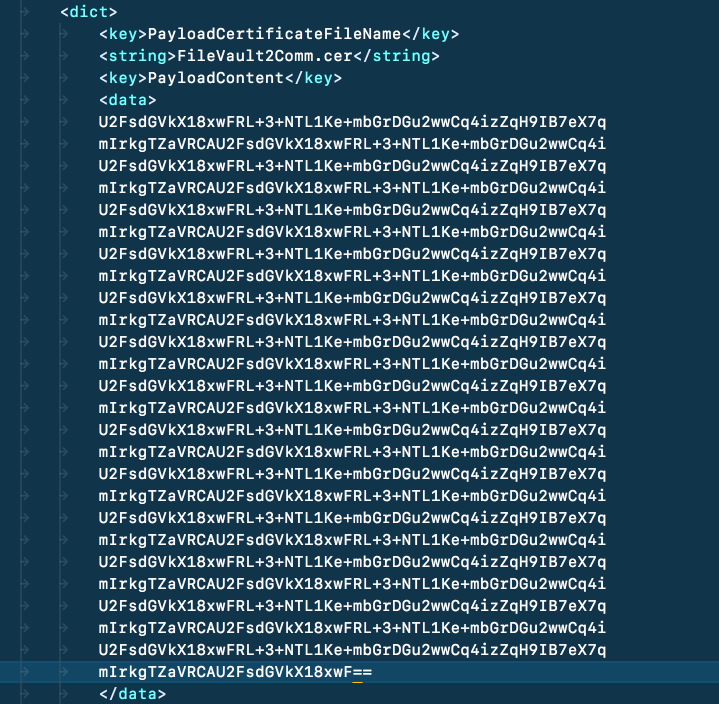 <dict>
<key>PayloadCertificateFileName</key>
<string>FileVault2Comm.cer</string>
<key>PayloadContent</key>
<data>
U2FsdGVkX18xwFRL+3+NTL1Ke+mbGrDGu2wwCq4izZqH9IB7eX7q
mIrkgTZaVRCAU2FsdGVkX18xwFRL+3+NTL1Ke+mbGrDGu2wwCq4i
U2FsdGVkX18xwFRL+3+NTL1Ke+mbGrDGu2wwCq4izZqH9IB7eX7q
mIrkgTZaVRCAU2FsdGVkX18xwFRL+3+NTL1Ke+mbGrDGu2wwCq4i
U2FsdGVkX18xwFRL+3+NTL1Ke+mbGrDGu2wwCq4izZqH9IB7eX7q
mIrkgTZaVRCAU2FsdGVkX18xwFRL+3+NTL1Ke+mbGrDGu2wwCq4i
U2FsdGVkX18xwFRL+3+NTL1Ke+mbGrDGu2wwCq4izZqH9IB7eX7q
mIrkgTZaVRCAU2FsdGVkX18xwFRL+3+NTL1Ke+mbGrDGu2wwCq4i
U2FsdGVkX18xwFRL+3+NTL1Ke+mbGrDGu2wwCq4izZqH9IB7eX7q
mIrkgTZaVRCAU2FsdGVkX18xwFRL+3+NTL1Ke+mbGrDGu2wwCq4i
U2FsdGVkX18xwFRL+3+NTL1Ke+mbGrDGu2wwCq4izZqH9IB7eX7q
mIrkgTZaVRCAU2FsdGVkX18xwFRL+3+NTL1Ke+mbGrDGu2wwCq4i
U2FsdGVkX18xwFRL+3+NTL1Ke+mbGrDGu2wwCq4izZqH9IB7eX7q
mIrkgTZaVRCAU2FsdGVkX18xwFRL+3+NTL1Ke+mbGrDGu2wwCq4i
U2FsdGVkX18xwFRL+3+NTL1Ke+mbGrDGu2wwCq4izZqH9IB7eX7q
mIrkgTZaVRCAU2FsdGVkX18xwFRL+3+NTL1Ke+mbGrDGu2wwCq4i
U2FsdGVkX18xwFRL+3+NTL1Ke+mbGrDGu2wwCq4izZqH9IB7eX7q
mIrkgTZaVRCAU2FsdGVkX18xwFRL+3+NTL1Ke+mbGrDGu2wwCq4i
U2FsdGVkX18xwFRL+3+NTL1Ke+mbGrDGu2wwCq4izZqH9IB7eX7q
mIrkgTZaVRCAU2FsdGVkX18xwFRL+3+NTL1Ke+mbGrDGu2wwCq4i
U2FsdGVkX18xwFRL+3+NTL1Ke+mbGrDGu2wwCq4izZqH9IB7eX7q
mIrkgTZaVRCAU2FsdGVkX18xwFRL+3+NTL1Ke+mbGrDGu2wwCq4i
U2FsdGVkX18xwFRL+3+NTL1Ke+mbGrDGu2wwCq4izZqH9IB7eX7q
mIrkgTZaVRCAU2FsdGVkX18xwFRL+3+NTL1Ke+mbGrDGu2wwCq4i
U2FsdGVkX18xwFRL+3+NTL1Ke+mbGrDGu2wwCq4izZqH9IB7eX7q
mIrkgTZaVRCAU2FsdGVkX18xwF==
</data>